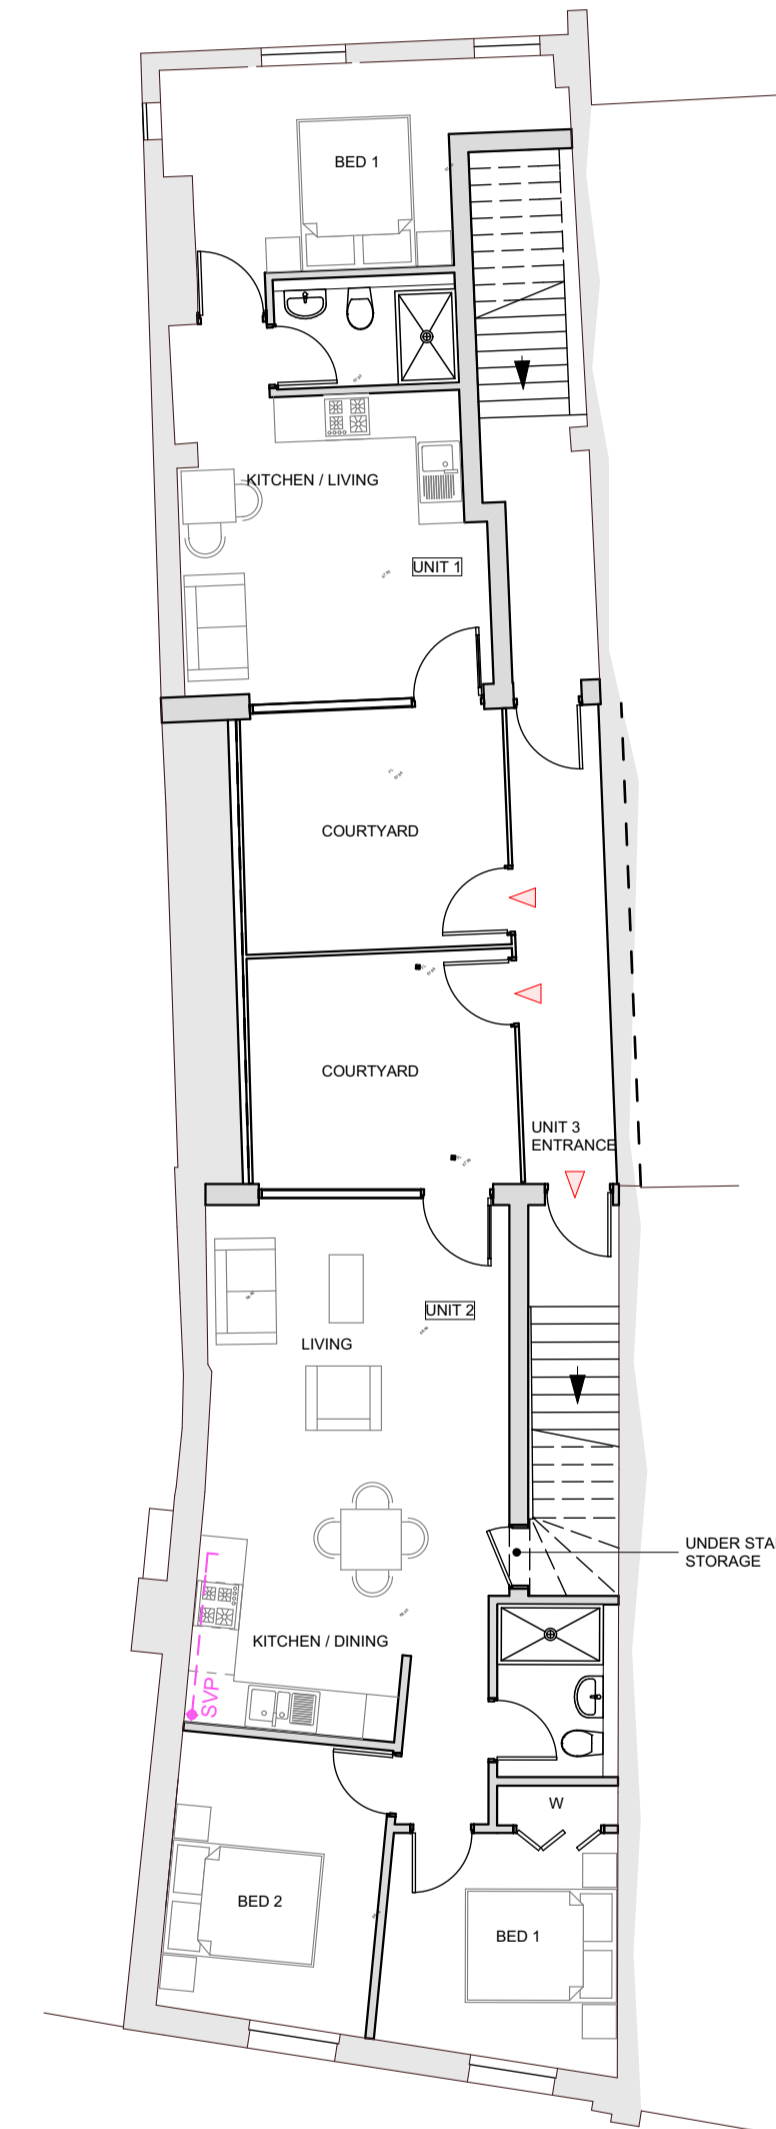 BED 1
KITCHEN / LIVING
UNIT 1
COURTYARD
COURTYARD
UNIT 3
ENTRANCE
UNIT 2
LIVING
UNDER STA
STORAGE
KITCHEN / DINING
SVP
W
BED 2
BED 1